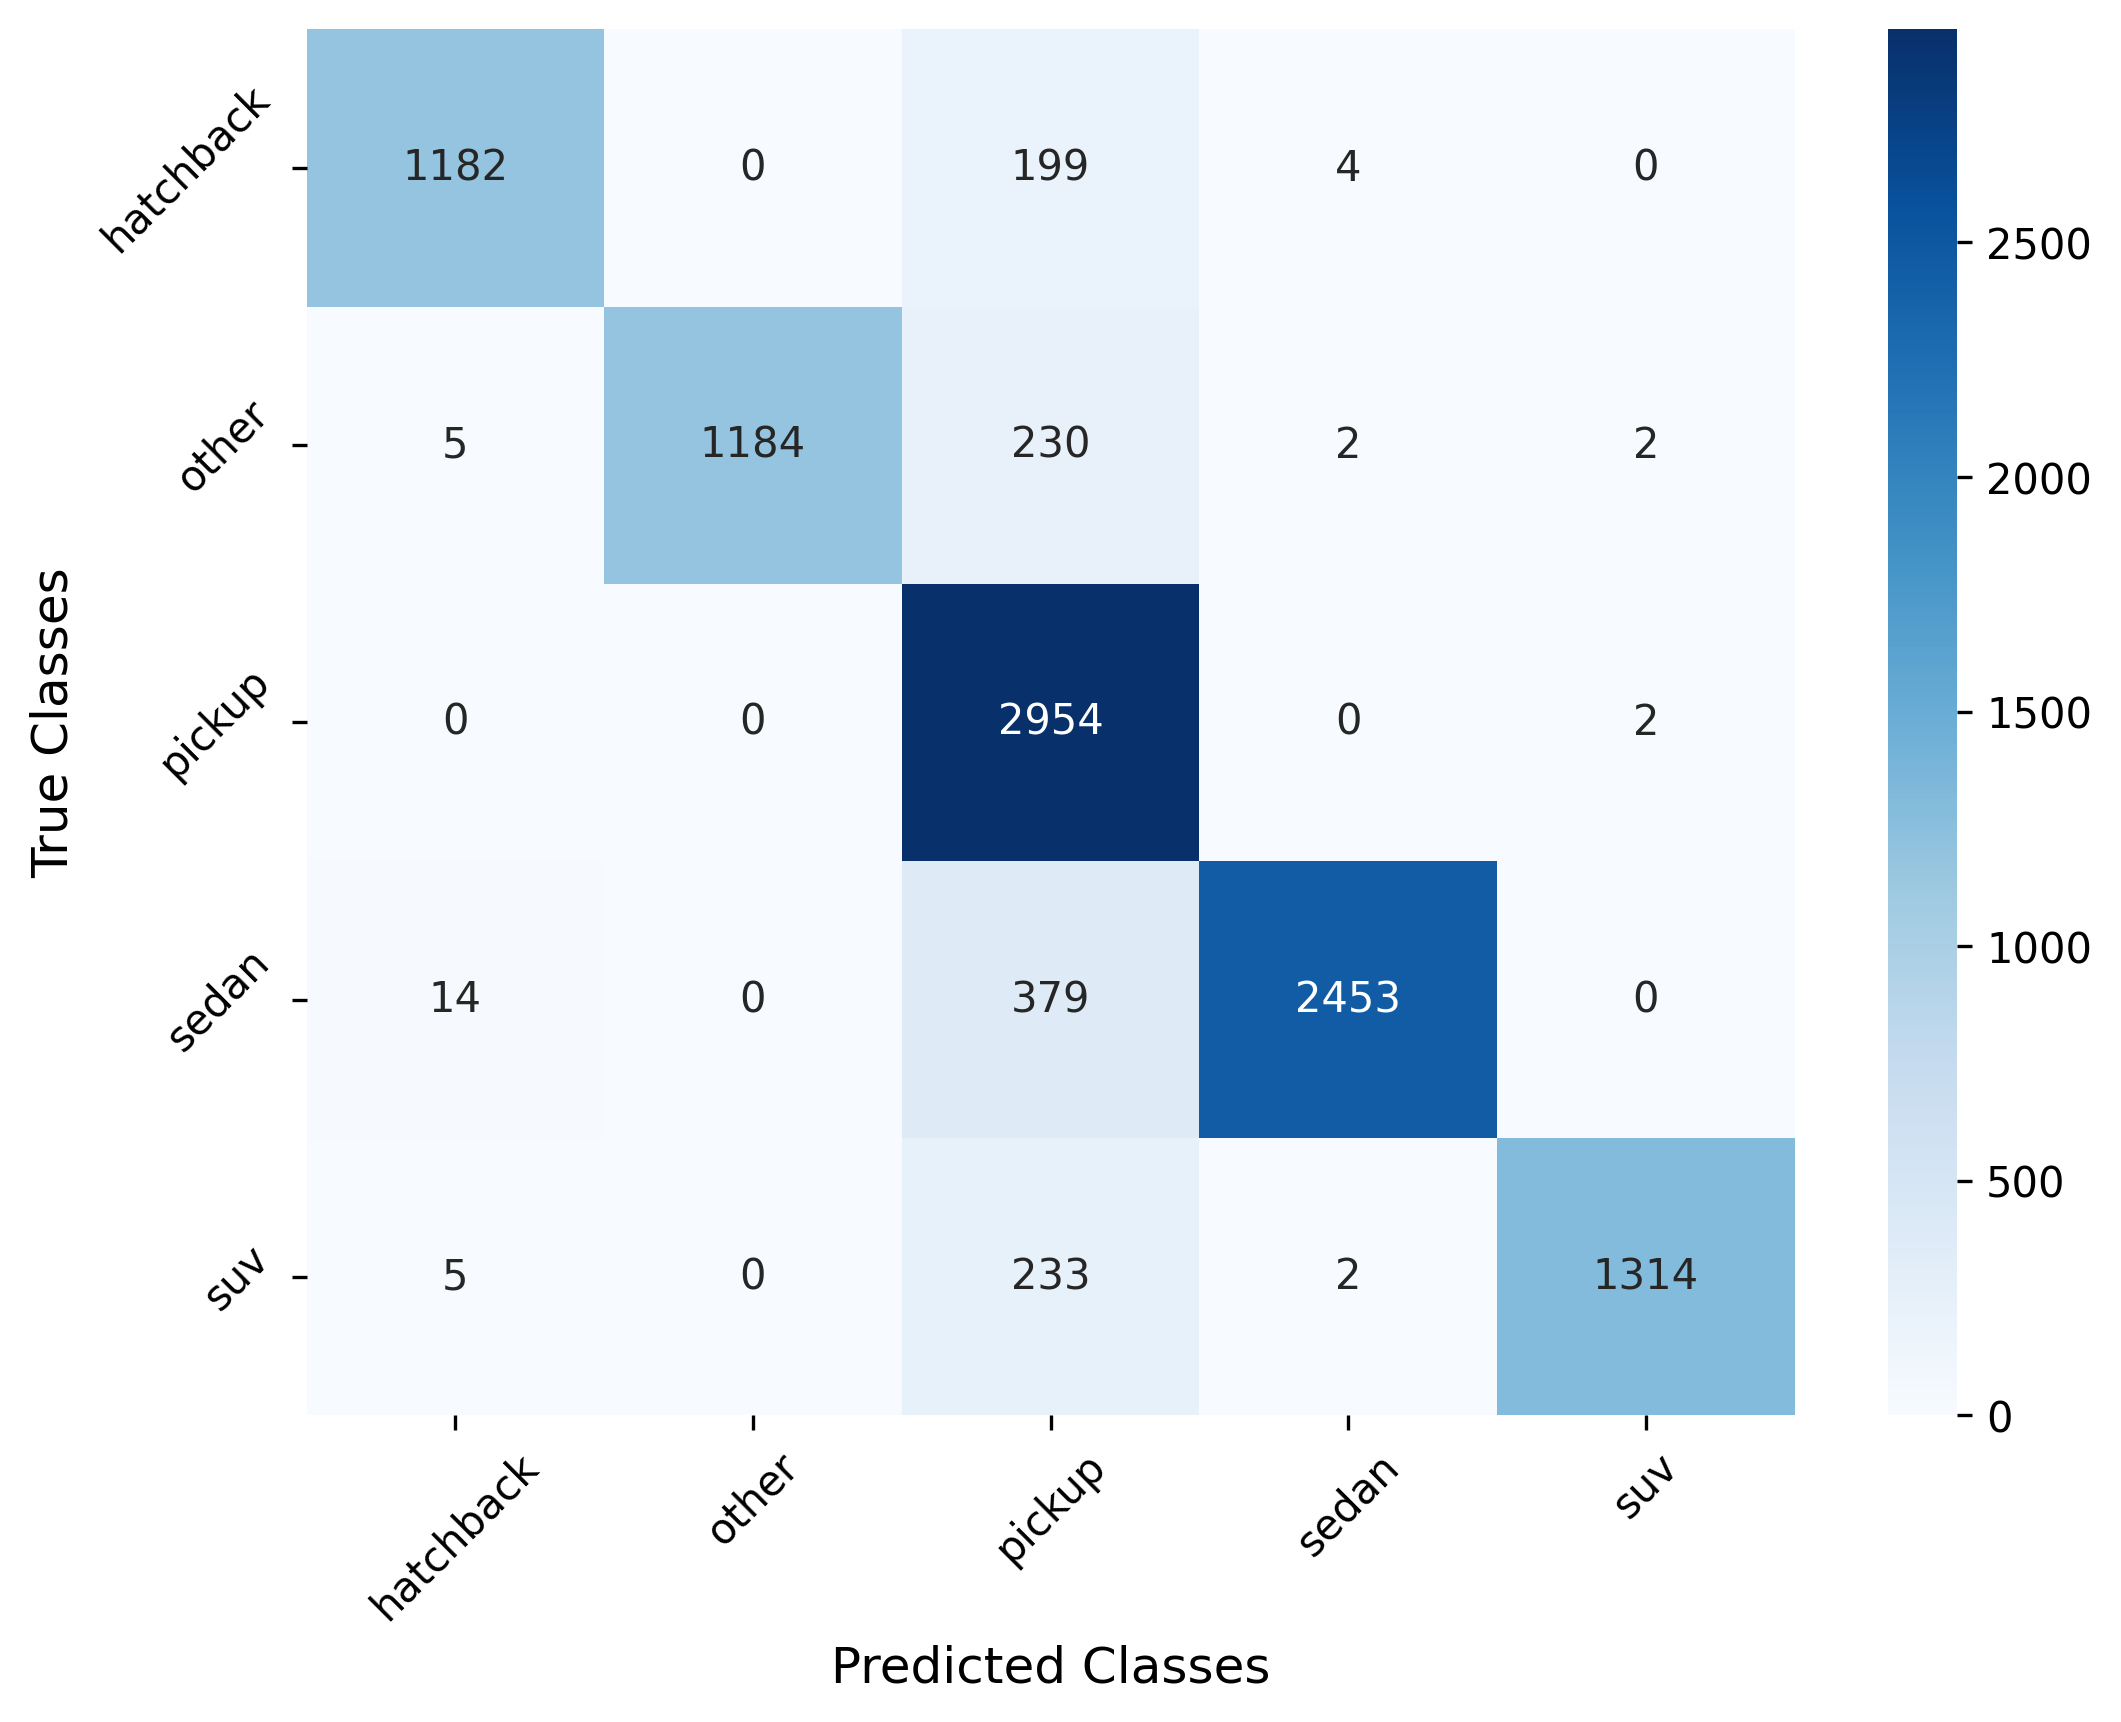 hatchback 1182 0 199 4 0
other 5 1184 230 2 2
pickup 0 0 2954 0 2
sedan 14 0 379 2453 0
suv 5 0 233 2 1314
hatchback other pickup sedan suv
True Classes
Predicted Classes
2500
2000
1500
1000
500
0